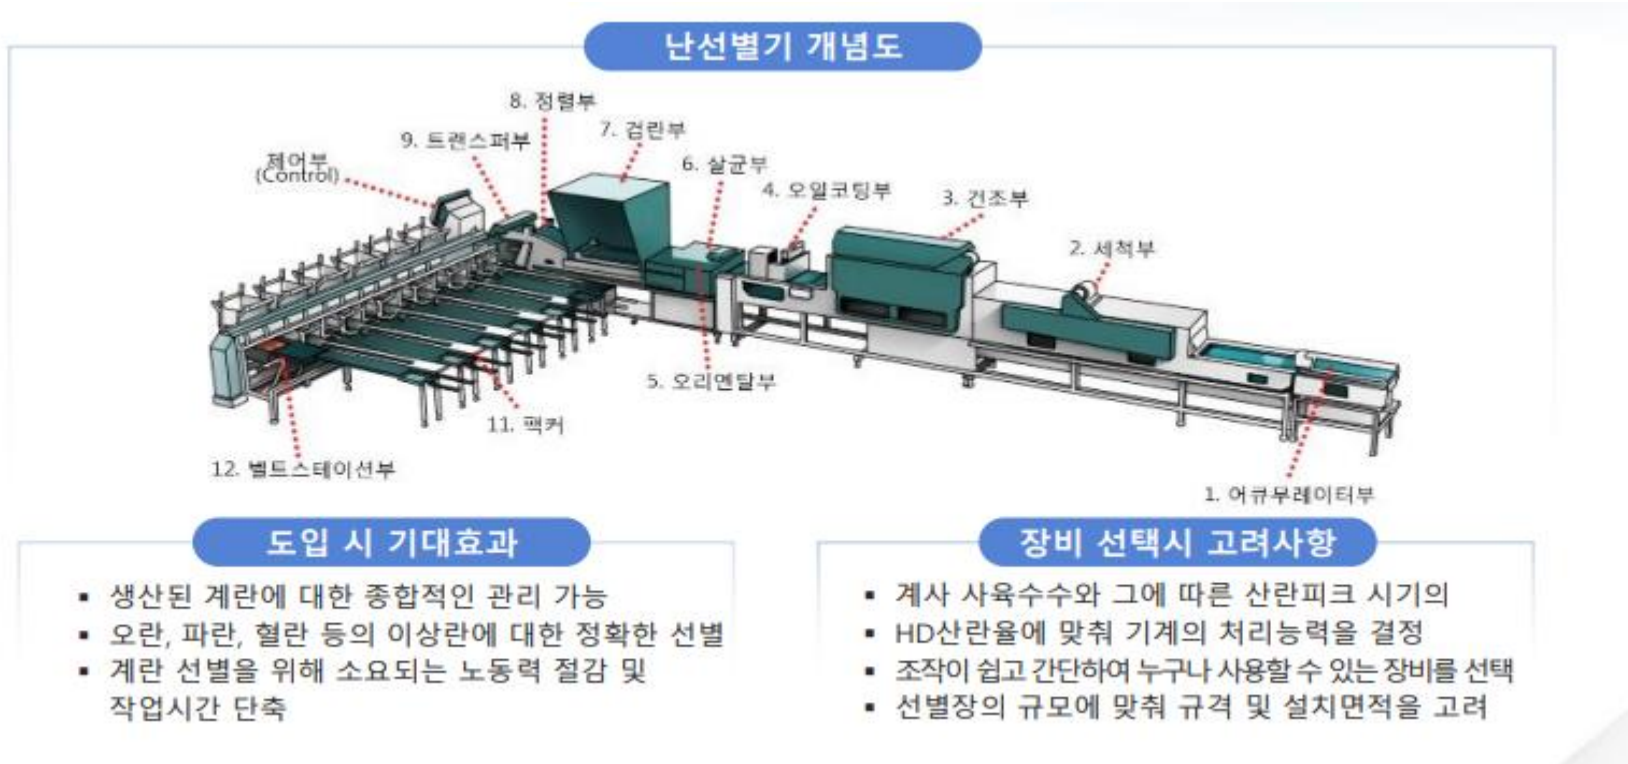 난선별기 개념도
8. 정렬부
7. 검란부
9. 트랜스퍼부
6. 살균부
제어부
(Control)
4. 오일코팅부
3. 건조부
2. 세척부
5. 오리엔탈부
11. 팩커
12. 벨트스테이션부
1. 어큐무레이터부
도입 시 기대효과
▪ 생산된 계란에 대한 종합적인 관리 가능
▪ 오란, 파란, 혈란 등의 이상란에 대한 정확한 선별
▪ 계란 선별을 위해 소요되는 노동력 절감 및
작업시간 단축
장비 선택시 고려사항
▪ 계사 사육수수와 그에 따른 산란피크 시기의
▪ HD산란율에 맞춰 기계의 처리능력을 결정
▪ 조작이 쉽고 간단하여 누구나 사용할 수 있는 장비를 선택
▪ 선별장의 규모에 맞춰 규격 및 설치면적을 고려